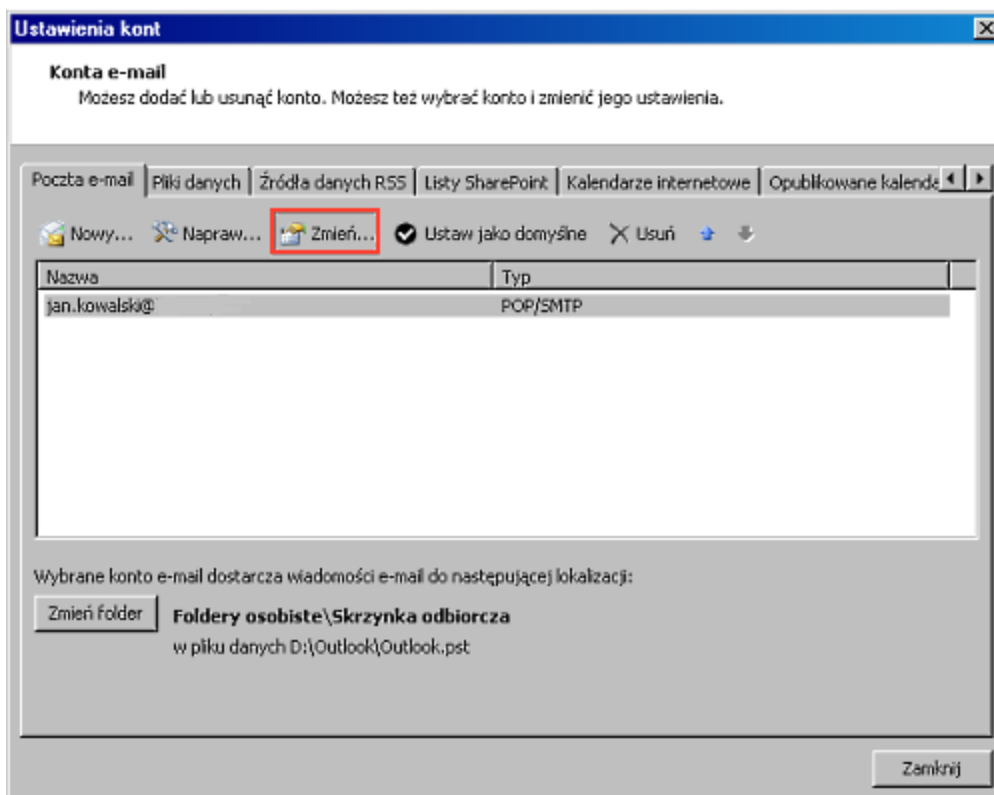 Ustawienia kont
Konta e-mail
Możesz dodać lub usunąć konto. Możesz też wybrać konto i zmienić jego ustawienia.
Poczta e-mail Pliki danych Źródła danych RSS Listy SharePoint Kalendarze internetowe Opublikowane kalenda
Nowy... Napraw... Zmień... Ustaw jako domyślne Usuń
Nazwa Typ
jan.kowalski@ POP/SMTP
Wybrane konto e-mail dostarcza wiadomości e-mail do następującej lokalizacji:
Zmień folder Foldery osobiste\Skrzynka odbiorcza
w pliku danych D:\Outlook\Outlook.pst
Zamknij